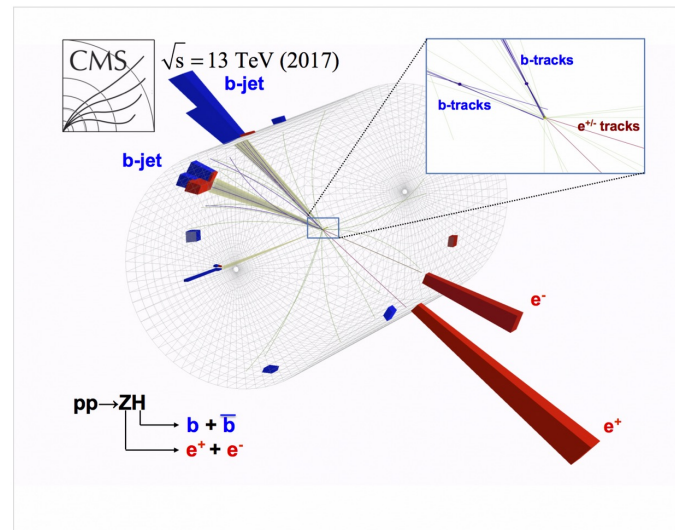 CMS
√s = 13 TeV (2017)
b-jet
b-jet
b-tracks
b-tracks
e+/- tracks
e-
e+
pp→ZH
b + b̅
e+ + e-